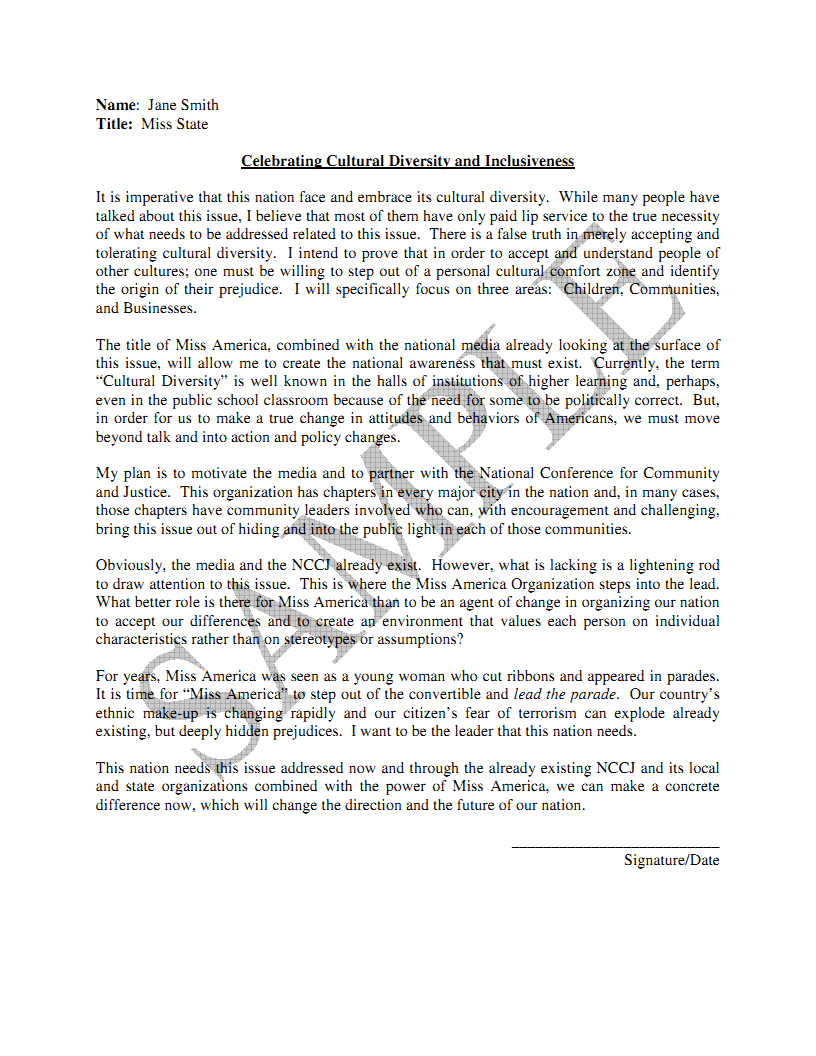 Name: Jane Smith
Title: Miss State
Celebrating Cultural Diversity and Inclusiveness
It is imperative that this nation face and embrace its cultural diversity. While many people have
talked about this issue, I believe that most of them have only paid lip service to the true necessity
of what needs to be addressed related to this issue. There is a false truth in merely accepting and
tolerating cultural diversity. I intend to prove that in order to accept and understand people of
other cultures; one must be willing to step out of a personal cultural comfort zone and identify
the origin of their prejudice. I will specifically focus on three areas: Children, Communities,
and Businesses.
The title of Miss America, combined with the national media already looking at the surface of
this issue, will allow me to create the national awareness that must exist. Currently, the term
“Cultural Diversity” is well known in the halls of institutions of higher learning and, perhaps,
even in the public school classroom because of the need for some to be politically correct. But,
in order for us to make a true change in attitudes and behaviors of Americans, we must move
beyond talk and into action and policy changes.
My plan is to motivate the media and to partner with the National Conference for Community
and Justice. This organization has chapters in every major city in the nation and, in many cases,
those chapters have community leaders involved who can, with encouragement and challenging,
bring this issue out of hiding and into the public light in each of those communities.
Obviously, the media and the NCCJ already exist. However, what is lacking is a lightening rod
to draw attention to this issue. This is where the Miss America Organization steps into the lead.
What better role is there for Miss America than to be an agent of change in organizing our nation
to accept our differences and to create an environment that values each person on individual
characteristics rather than on stereotypes or assumptions?
For years, Miss America was seen as a young woman who cut ribbons and appeared in parades.
It is time for “Miss America” to step out of the convertible and lead the parade. Our country’s
ethnic make-up is changing rapidly and our citizen’s fear of terrorism can explode already
existing, but deeply hidden prejudices. I want to be the leader that this nation needs.
This nation needs this issue addressed now and through the already existing NCCJ and its local
and state organizations combined with the power of Miss America, we can make a concrete
difference now, which will change the direction and the future of our nation.
__________________________
Signature/Date
SAMPLE